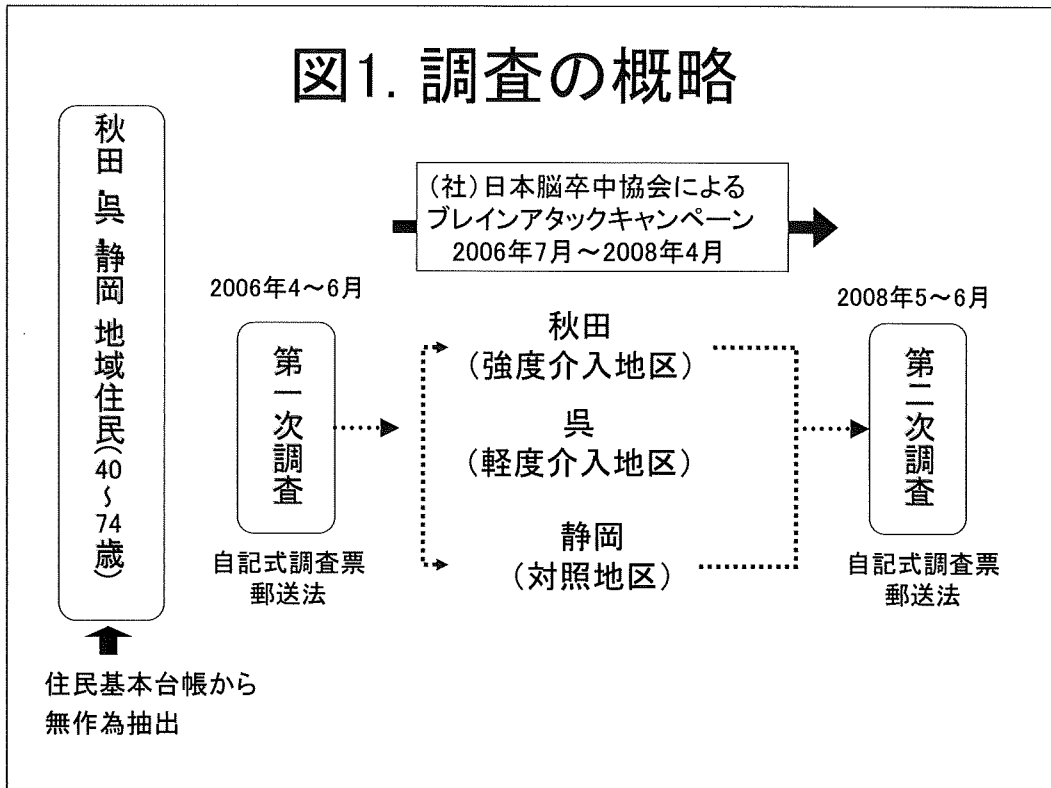 図1. 調査の概略
秋田、呉、静岡 地域住民(40～74歳)
住民基本台帳から
無作為抽出
(社)日本脳卒中協会による
ブレインアタックキャンペーン
2006年7月～2008年4月
2006年4～6月
第一次調査
自記式調査票
郵送法
秋田
(強度介入地区)
呉
(軽度介入地区)
静岡
(対照地区)
2008年5～6月
第二次調査
自記式調査票
郵送法